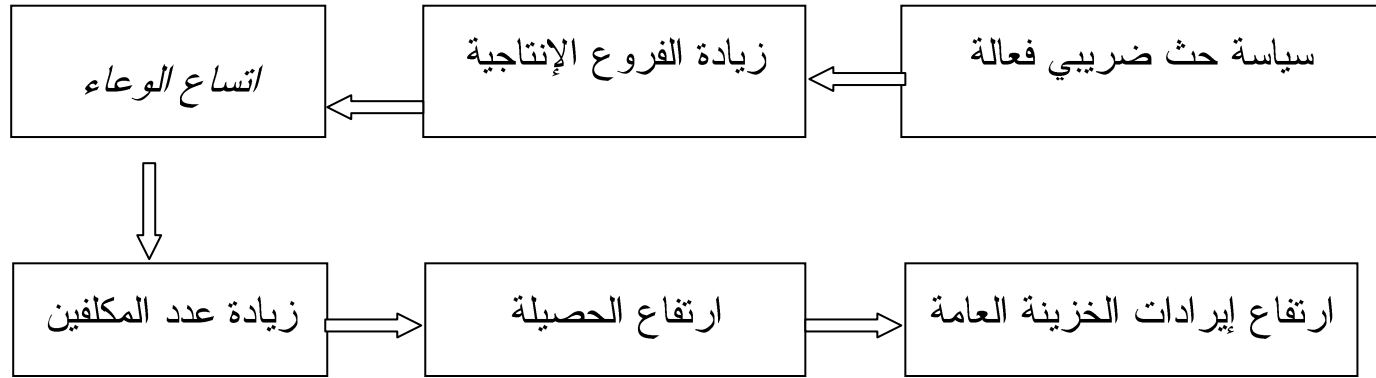 سياسة حث ضريبي فعالة
زيادة الفروع الإنتاجية
اتساع الوعاء
زيادة عدد المكلفين
ارتفاع الحصيلة
ارتفاع إيرادات الخزينة العامة